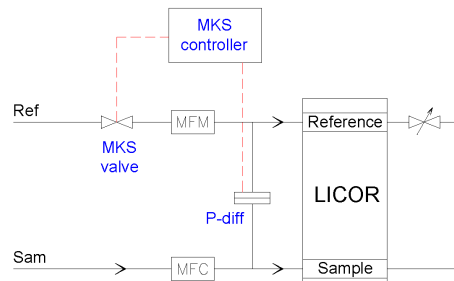 MKS
controller
Ref
MFM
Reference
MKS
valve
LICOR
P-diff
Sam
MFC
Sample